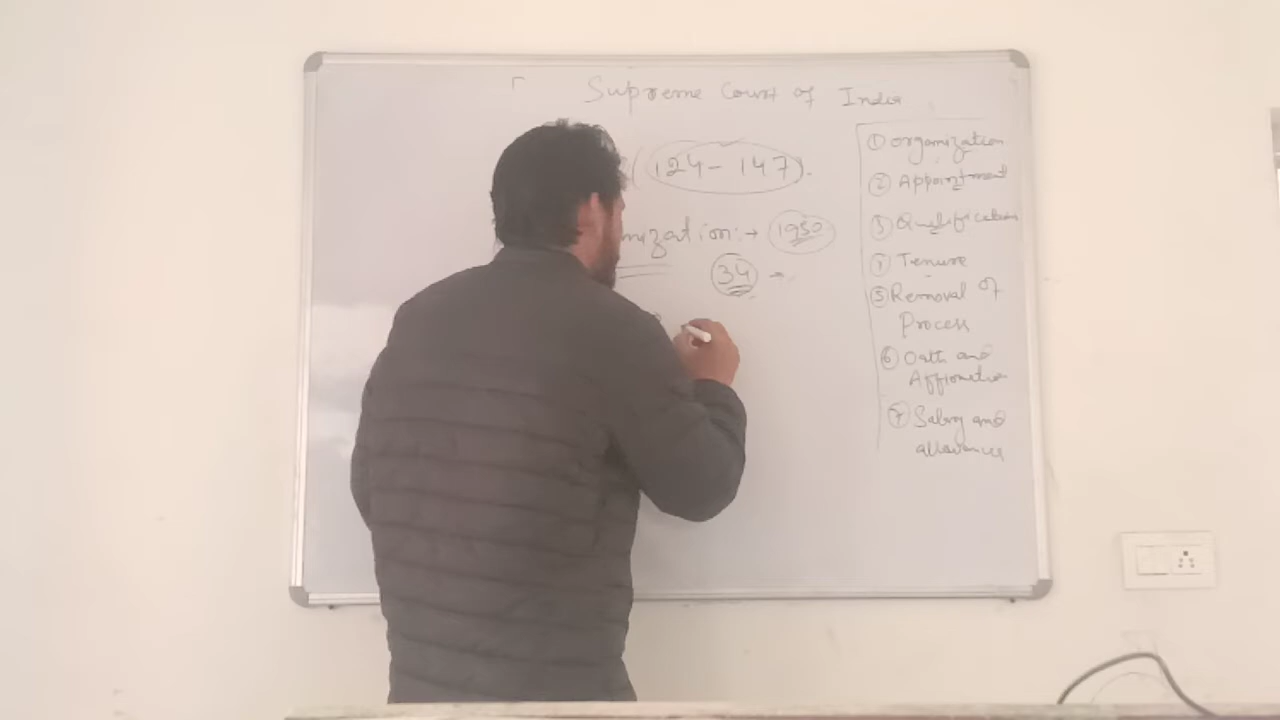 Supreme Court of India
(124 - 147).
nization :→ 1950
34 →
① Organization
② Appointment
③ Qualification
④ Tenure
⑤ Removal of
Process
⑥ Oath and
Affromation
⑦ Salary and
allowances